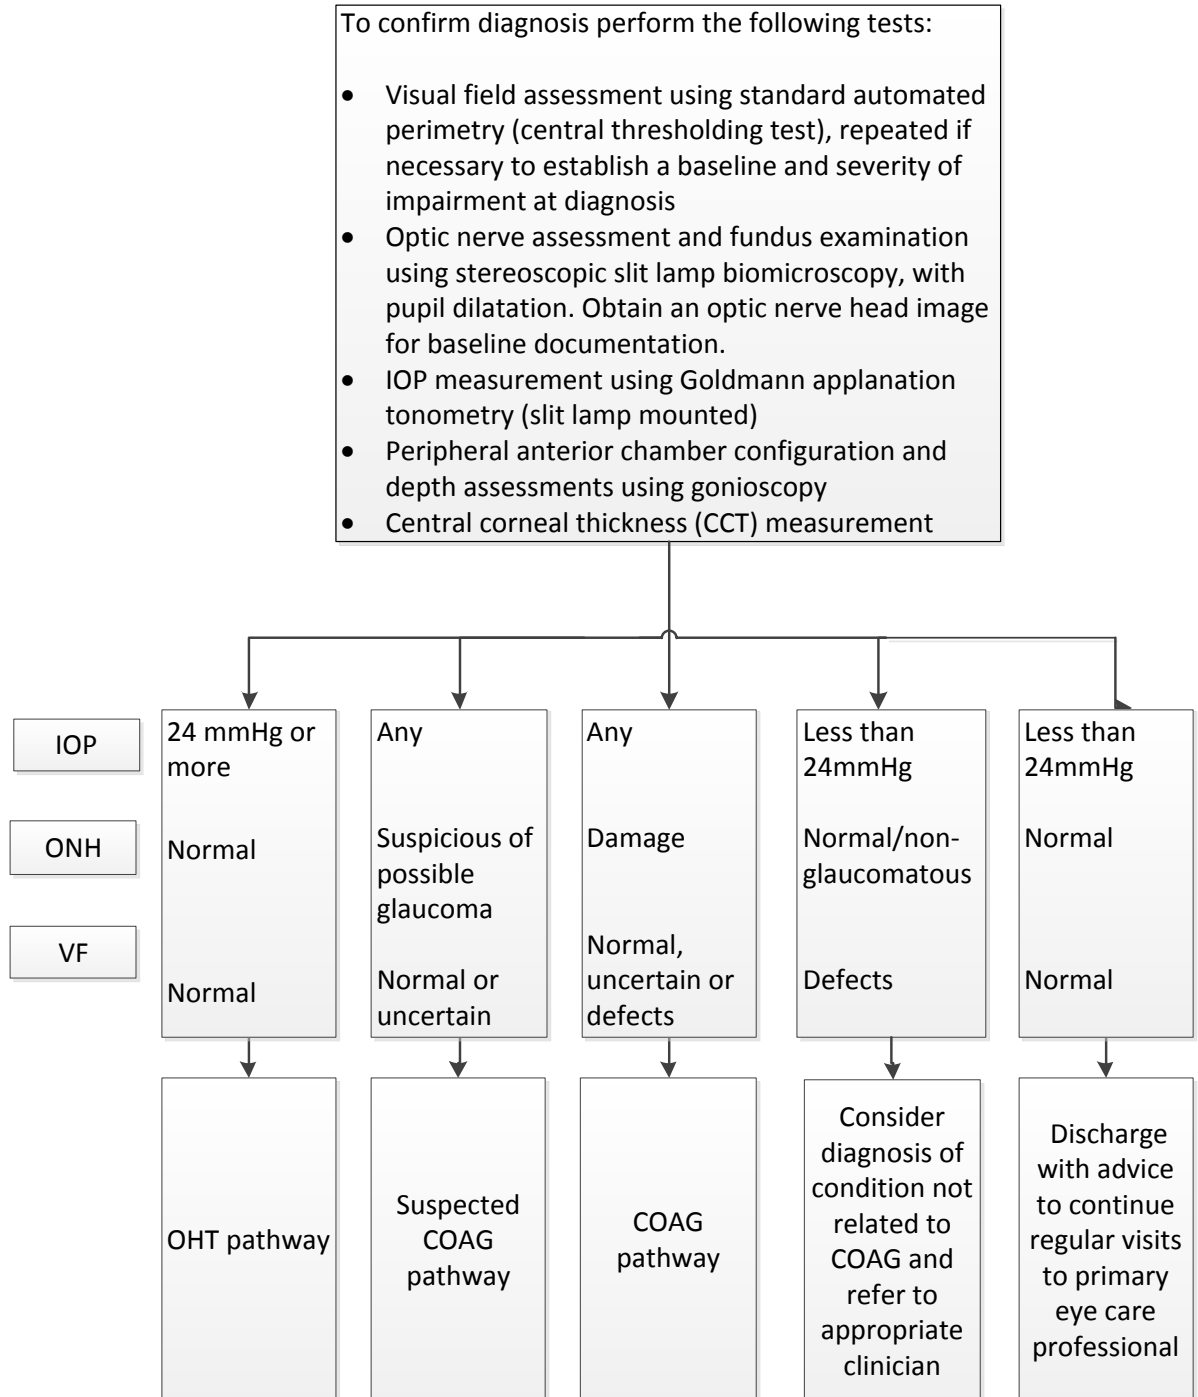 To confirm diagnosis perform the following tests:
• Visual field assessment using standard automated
perimetry (central thresholding test), repeated if
necessary to establish a baseline and severity of
impairment at diagnosis
• Optic nerve assessment and fundus examination
using stereoscopic slit lamp biomicroscopy, with
pupil dilatation. Obtain an optic nerve head image
for baseline documentation.
• IOP measurement using Goldmann applanation
tonometry (slit lamp mounted)
• Peripheral anterior chamber configuration and
depth assessments using gonioscopy
• Central corneal thickness (CCT) measurement
IOP
ONH
VF
24 mmHg or
more
Normal
Normal
Any
Suspicious of
possible
glaucoma
Normal or
uncertain
Any
Damage
Normal,
uncertain or
defects
Less than
24mmHg
Normal/non-
glaucomatous
Defects
Less than
24mmHg
Normal
Normal
OHT pathway
Suspected
COAG
pathway
COAG
pathway
Consider
diagnosis of
condition not
related to
COAG and
refer to
appropriate
clinician
Discharge
with advice
to continue
regular visits
to primary
eye care
professional